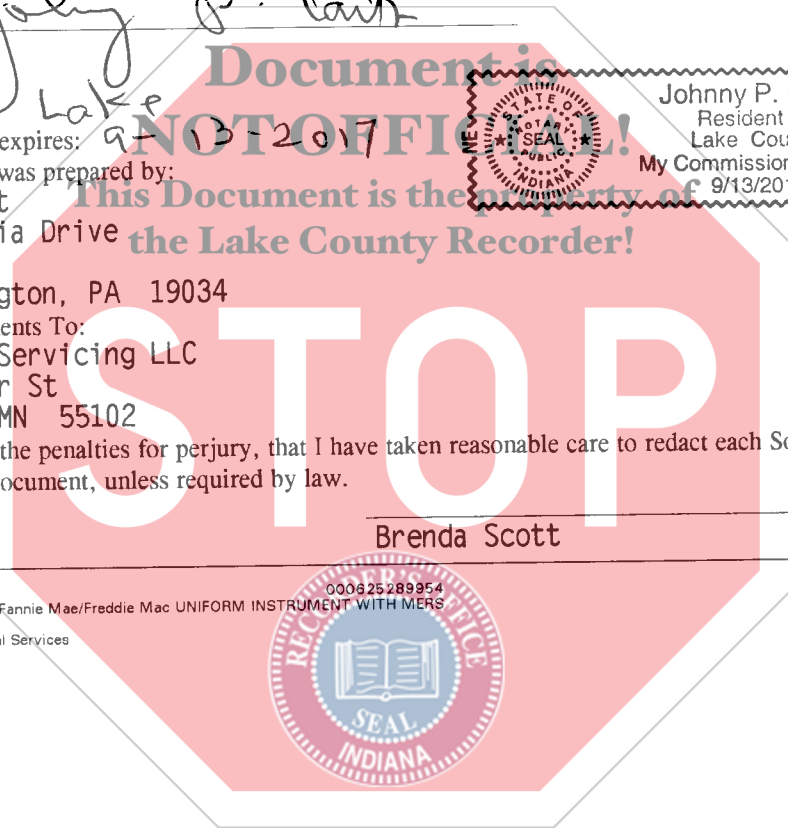 Document is
Lake
NOT OFFICIAL!
expires: 9-13-2017
was prepared by:
This Document is the property of
the Lake County Recorder!
ia Drive
gton, PA 19034
ents To:
Servicing LLC
r St
MN 55102
the penalties for perjury, that I have taken reasonable care to redact each So
ocument, unless required by law.
STOP
Brenda Scott
000625289954
Fannie Mae/Freddie Mac UNIFORM INSTRUMENT WITH MERS
al Services
STATE OF
NOTARY
SEAL
PUBLIC
INDIANA
Johnny P.
Resident
Lake Cou
My Commission
9/13/201
RECORDER'S OFFICE
SEAL
INDIANA